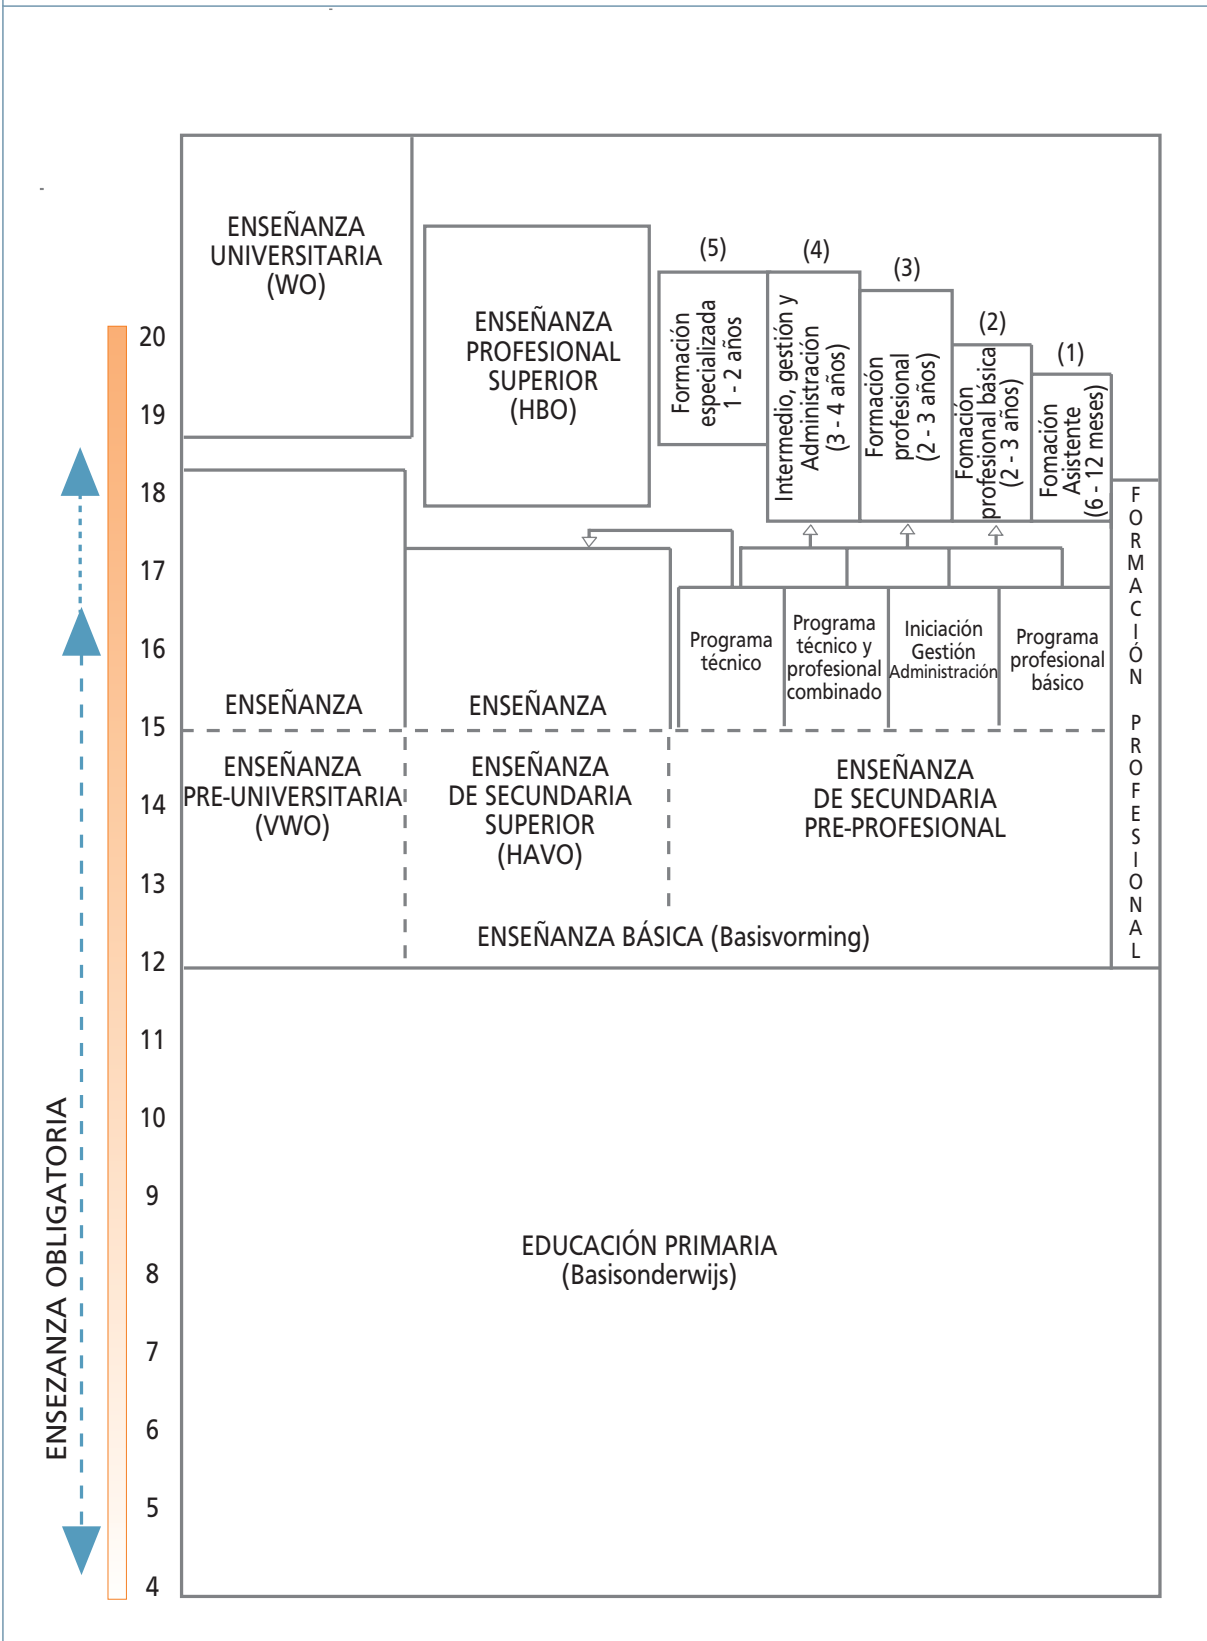 ENSEÑANZA
UNIVERSITARIA
(WO)
ENSEÑANZA
PROFESIONAL
SUPERIOR
(HBO)
(5)
Formación
especializada
1 - 2 años
(4)
Intermedio, gestión y
Administración
(3 - 4 años)
(3)
Formación
profesional
(2 - 3 años)
(2)
Fomación
profesional básica
(2 - 3 años)
(1)
Fomación
Asistente
(6 - 12 meses)
20
19
18
17
16
15
14
13
12
11
10
9
8
7
6
5
4
ENSEZANZA OBLIGATORIA
Programa
técnico
Programa
técnico y
profesional
combinado
Iniciación
Gestión
Administración
Programa
profesional
básico
FORMACIÓN PROFESIONAL
ENSEÑANZA
ENSEÑANZA
ENSEÑANZA
PRE-UNIVERSITARIA
(VWO)
ENSEÑANZA
DE SECUNDARIA
SUPERIOR
(HAVO)
ENSEÑANZA
DE SECUNDARIA
PRE-PROFESIONAL
ENSEÑANZA BÁSICA (Basisvorming)
EDUCACIÓN PRIMARIA
(Basisonderwijs)